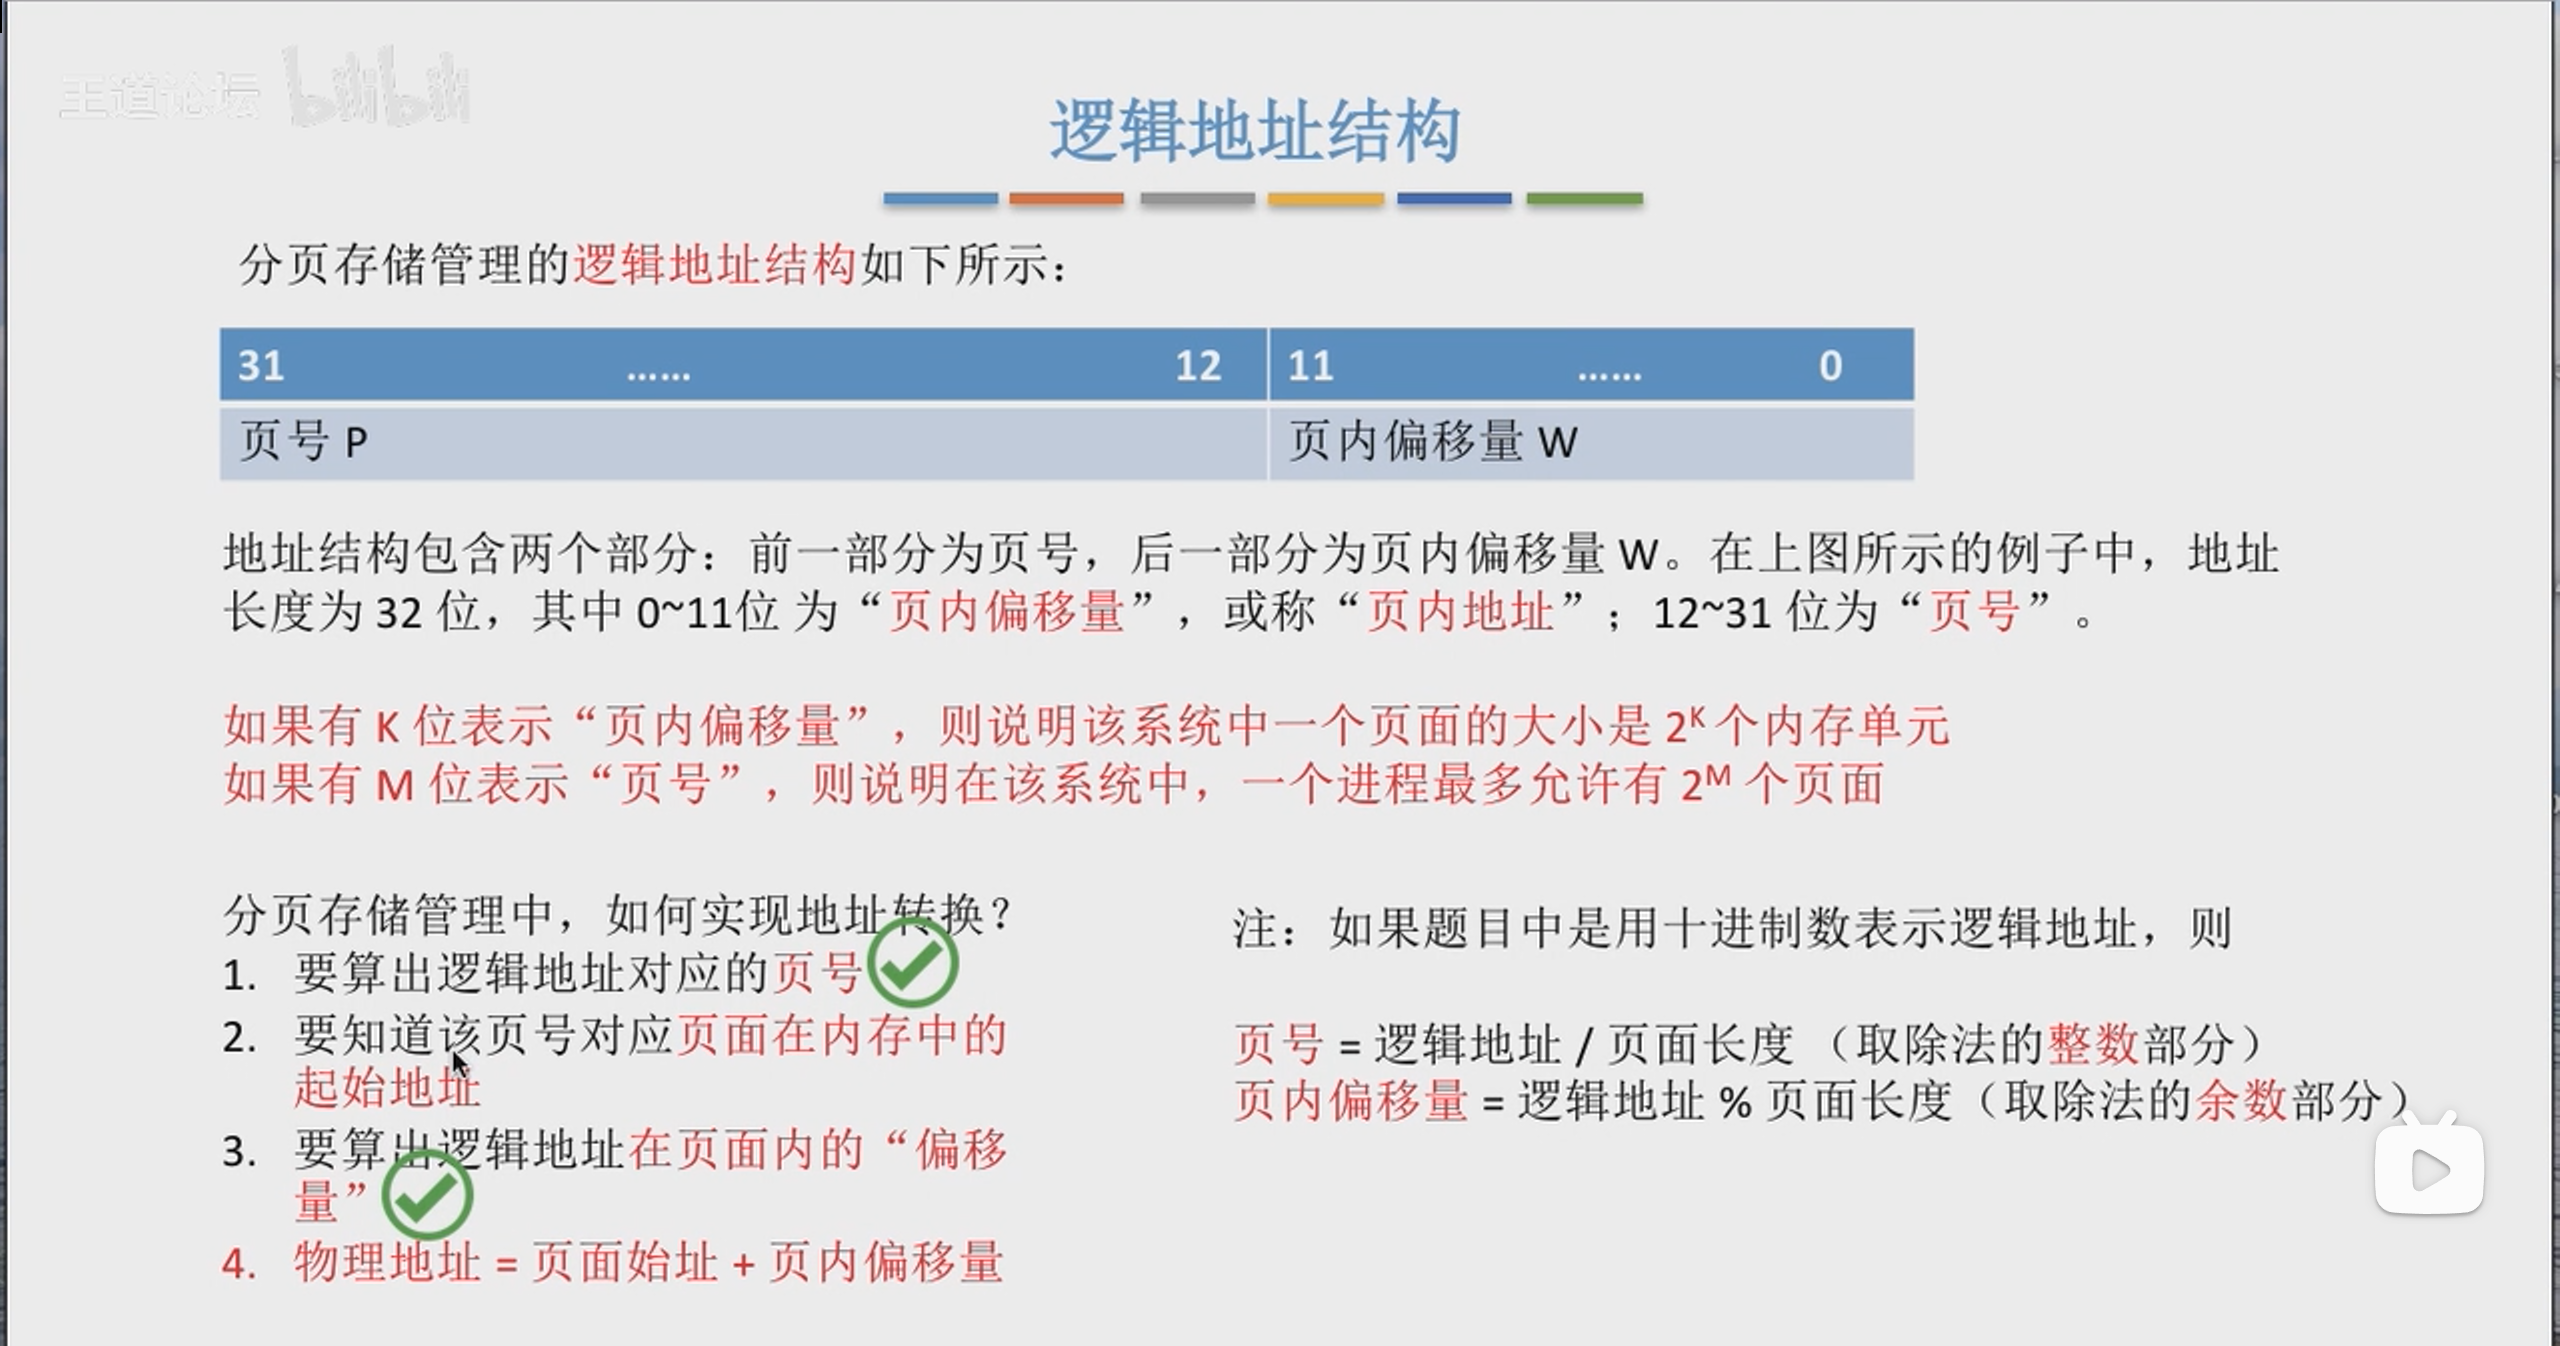 王道论坛 bilibili
逻辑地址结构
分页存储管理的逻辑地址结构如下所示：
31 …… 12 11 …… 0
页号 P 页内偏移量 W
地址结构包含两个部分：前一部分为页号，后一部分为页内偏移量 W。在上图所示的例子中，地址
长度为 32 位，其中 0~11位 为“页内偏移量”，或称“页内地址”；12~31 位为“页号”。
如果有 K 位表示“页内偏移量”，则说明该系统中一个页面的大小是 2ᴷ 个内存单元
如果有 M 位表示“页号”，则说明在该系统中，一个进程最多允许有 2ᴹ 个页面
分页存储管理中，如何实现地址转换？
1. 要算出逻辑地址对应的页号
2. 要知道该页号对应页面在内存中的
起始地址
3. 要算出逻辑地址在页面内的“偏移
量”
4. 物理地址 = 页面始址 + 页内偏移量
注：如果题目中是用十进制数表示逻辑地址，则
页号 = 逻辑地址 / 页面长度 （取除法的整数部分）
页内偏移量 = 逻辑地址 % 页面长度（取除法的余数部分）